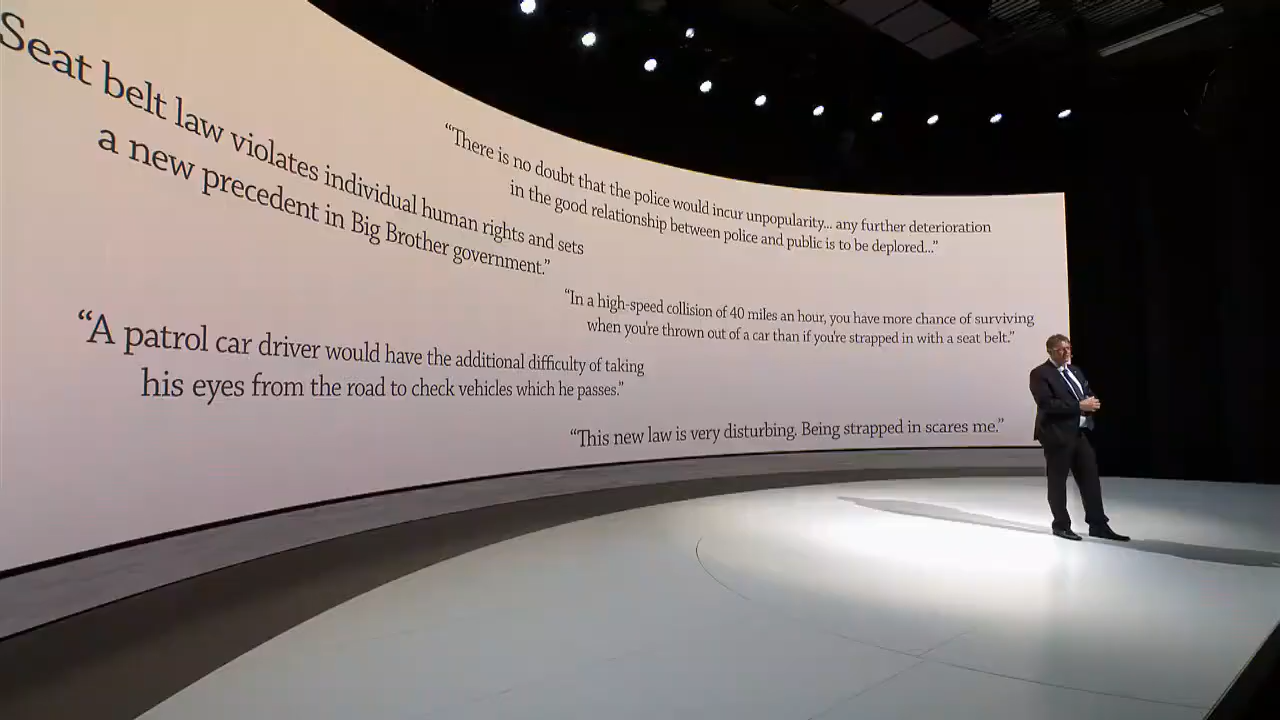 Seat belt law violates individual human rights and sets
a new precedent in Big Brother government.”
“There is no doubt that the police would incur unpopularity... any further deterioration
in the good relationship between police and public is to be deplored...”
“In a high-speed collision of 40 miles an hour, you have more chance of surviving
when you're thrown out of a car than if you're strapped in with a seat belt.”
“A patrol car driver would have the additional difficulty of taking
his eyes from the road to check vehicles which he passes.”
“This new law is very disturbing. Being strapped in scares me.”